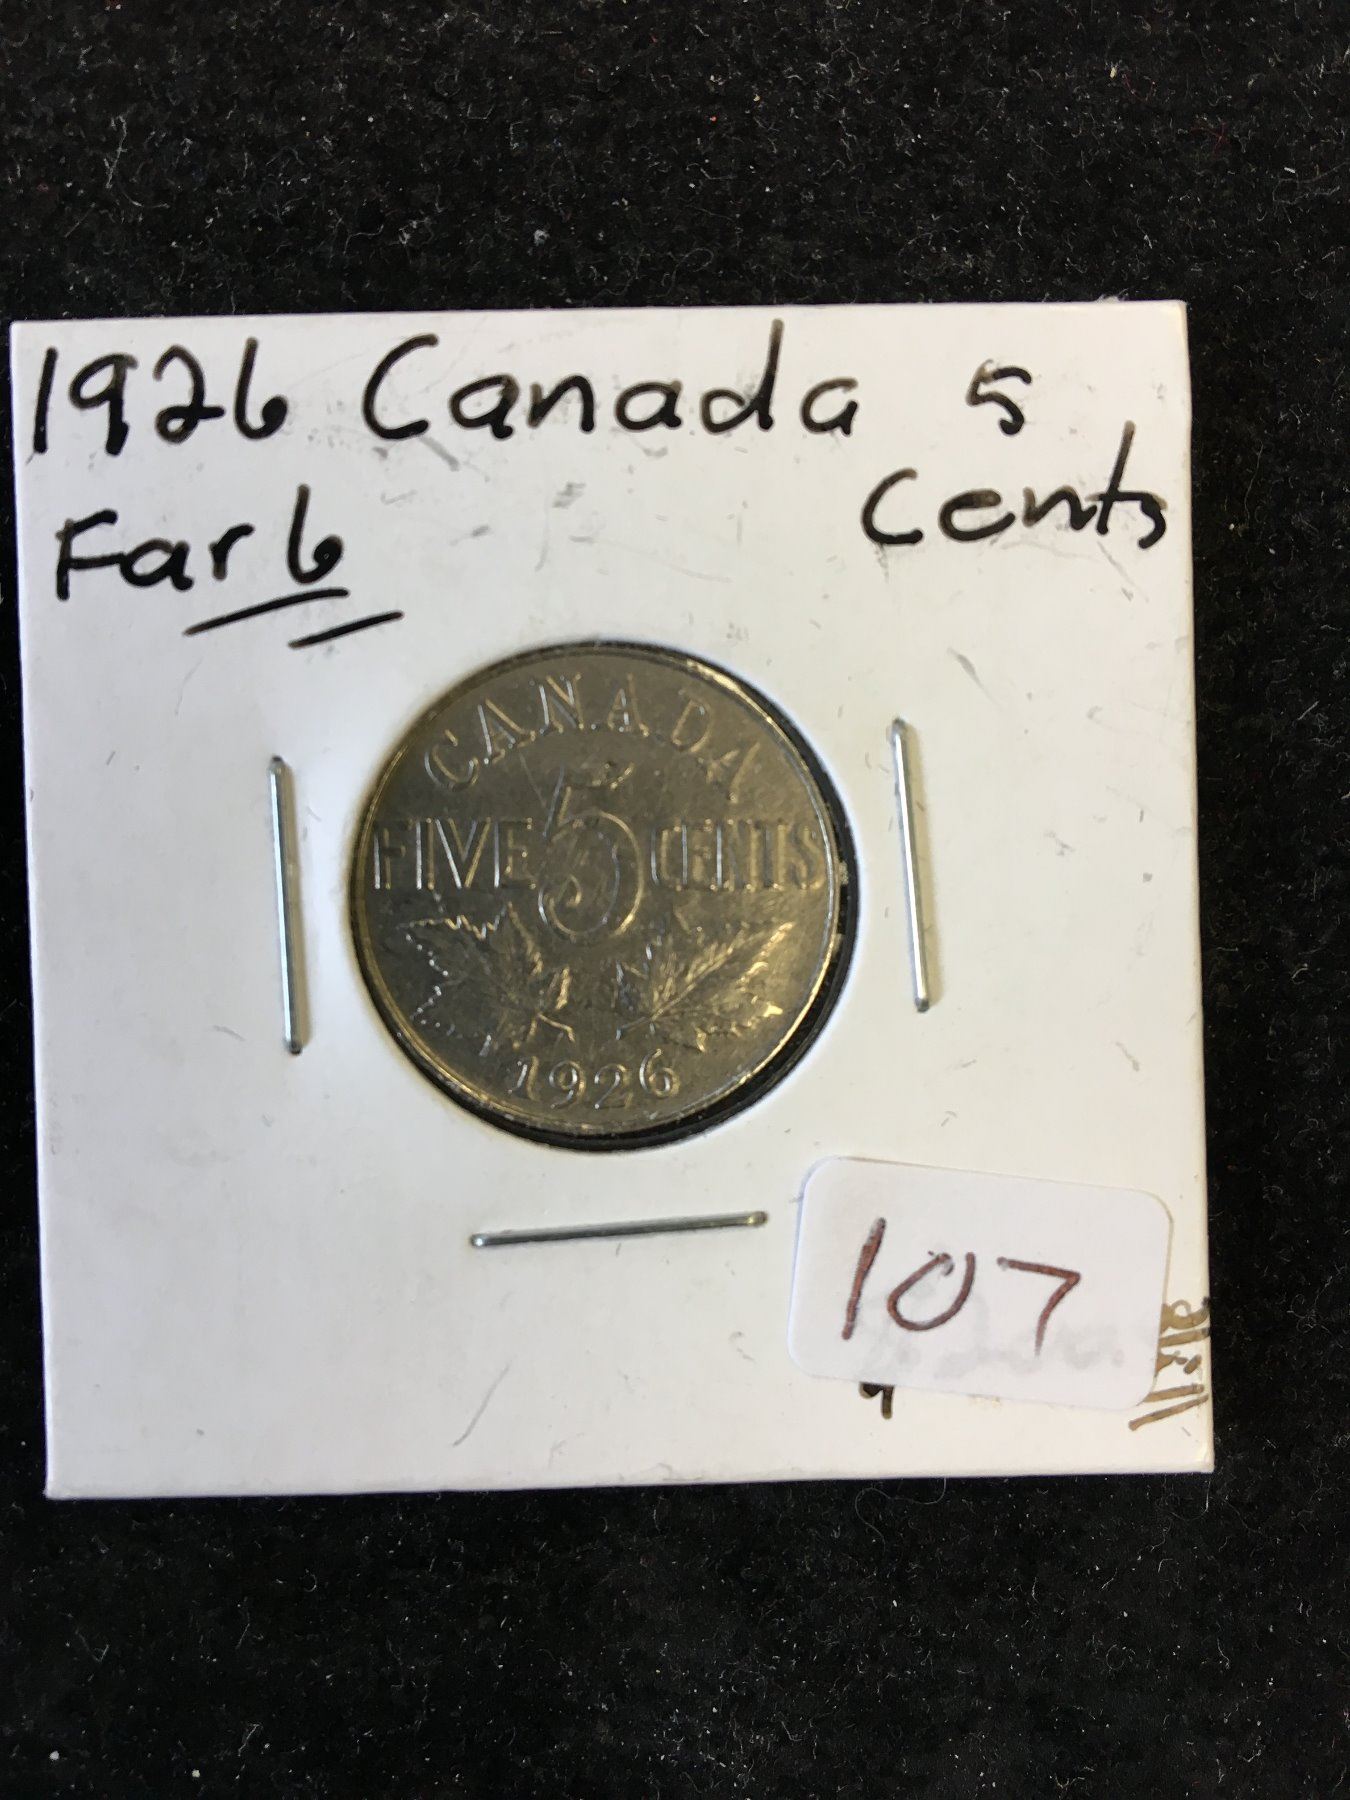 1926 Canada 5
Cents
Far 6
CANADA
FIVE 5 CENTS
1926
107